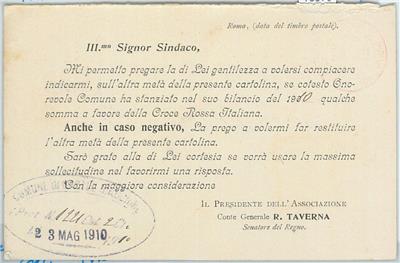 Roma, (data del timbro postale).
Ill.mo Signor Sindaco,
Mi permetto pregare la di Lei gentilezza a volersi compiacere
indicarmi, sull'altra metà della presente cartolina, se cotesto Ono-
revole Comune ha stanziato nel suo bilancio del 1910 qualche
somma a favore della Croce Rossa Italiana.
Anche in caso negativo, La prego a volermi far restituire
l'altra metà della presente cartolina.
Sarò grato alla di Lei cortesia se vorrà usare la massima
sollecitudine nel favorirmi una risposta.
Con la maggiore considerazione
IL PRESIDENTE DELL'ASSOCIAZIONE
Conte Generale R. TAVERNA
Senatore del Regno.
COMUNE DI
23 MAG 1910